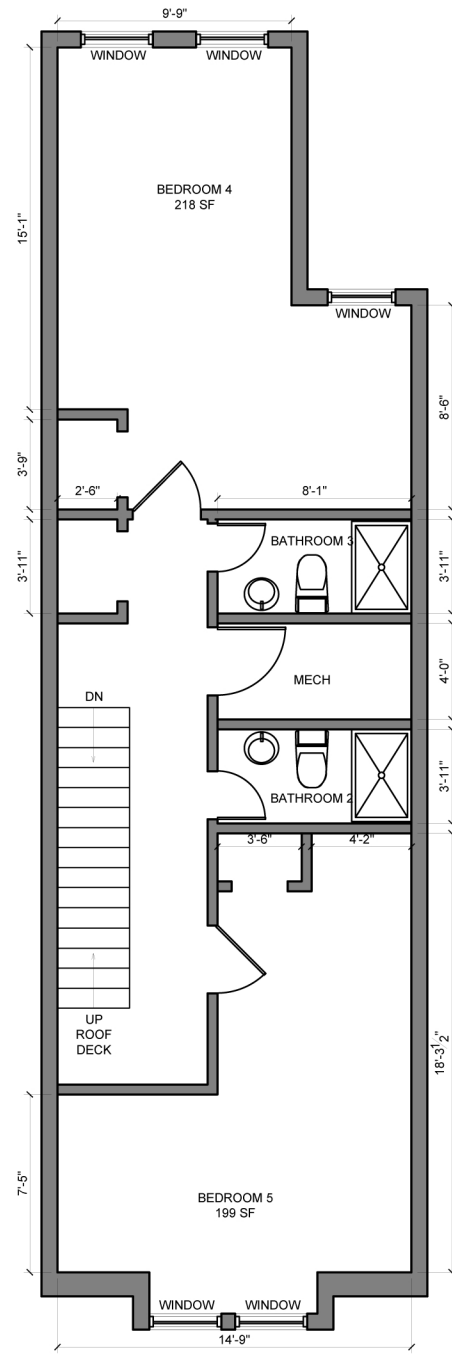 9'-9"
WINDOW
WINDOW
15'-1"
BEDROOM 4
218 SF
WINDOW
8'-6"
3'-9"
2'-6"
8'-1"
3'-11"
BATHROOM 3
3'-11"
MECH
4'-0"
DN
3'-11"
BATHROOM 2
3'-6"
4'-2"
UP
ROOF
DECK
18'-3 1/2"
7'-5"
BEDROOM 5
199 SF
WINDOW
WINDOW
14'-9"